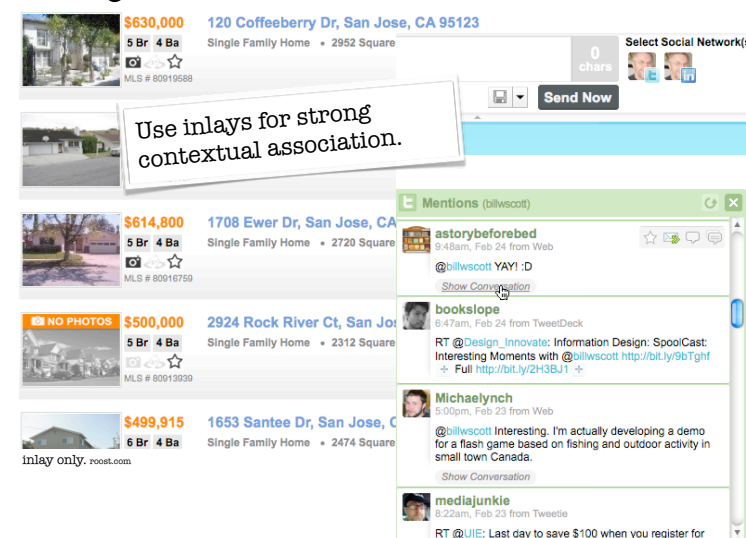 $630,000 120 Coffeeberry Dr, San Jose, CA 95123
5 Br 4 Ba Single Family Home • 2952 Square
MLS # 80919588
0
chars
Select Social Network(s
Send Now
Use inlays for strong
contextual association.
$614,800 1708 Ewer Dr, San Jose, CA
5 Br 4 Ba Single Family Home • 2720 Square
MLS # 80916759
NO PHOTOS $500,000 2924 Rock River Ct, San Jos
5 Br 4 Ba Single Family Home • 2312 Square
MLS # 80913939
$499,915 1653 Santee Dr, San Jose, C
6 Br 4 Ba Single Family Home • 2474 Square
inlay only. roost.com
Mentions (billwscott)
astorybeforebed
9:48am, Feb 24 from Web
@billwscott YAY! :D
Show Conversation
bookslope
6:47am, Feb 24 from TweetDeck
RT @Design_Innovate: Information Design: SpoolCast:
Interesting Moments with @billwscott http://bit.ly/9bTghf
+ Full http://bit.ly/2H3BJ1 +
Michaelynch
5:00pm, Feb 23 from Web
@billwscott Interesting. I'm actually developing a demo
for a flash game based on fishing and outdoor activity in
small town Canada.
Show Conversation
mediajunkie
8:22am, Feb 23 from Tweetie
RT @UIE: Last day to save $100 when you register for